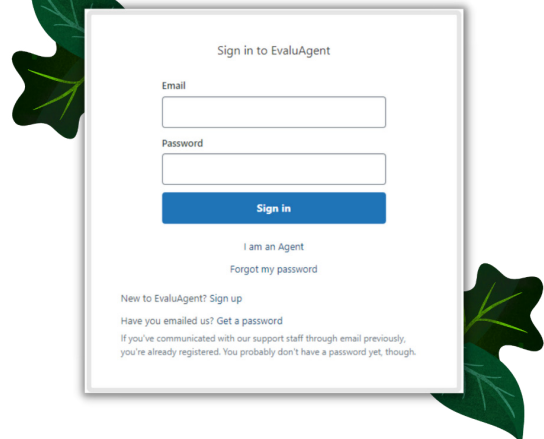 Sign in to EvaluAgent
Email
Password
Sign in
I am an Agent
Forgot my password
New to EvaluAgent? Sign up
Have you emailed us? Get a password
If you've communicated with our support staff through email previously,
you're already registered. You probably don't have a password yet, though.